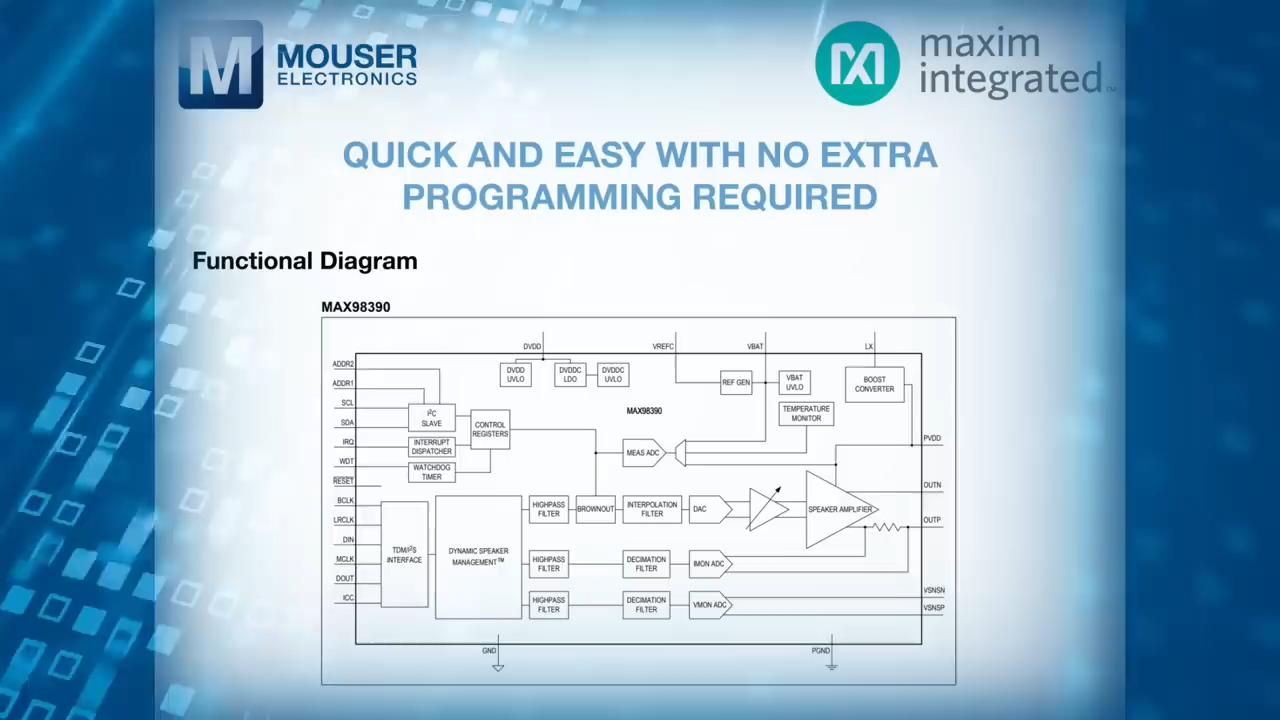 MOUSER
ELECTRONICS
maxim
integrated™
QUICK AND EASY WITH NO EXTRA
PROGRAMMING REQUIRED
Functional Diagram
MAX98390
DVDD
VREFC
VBAT
LX
ADDR2
ADDR1
SCL
SDA
IRQ
WDT
RESET
BCLK
LRCLK
DIN
MCLK
DOUT
ICC
DVDD
UVLO
DVDDC
LDO
DVDDC
UVLO
REF GEN
VBAT
UVLO
BOOST
CONVERTER
TEMPERATURE
MONITOR
MAX98390
I²C
SLAVE
CONTROL
REGISTERS
INTERRUPT
DISPATCHER
WATCHDOG
TIMER
MEAS ADC
PVDD
OUTN
OUTP
VSNSN
VSNSP
TDM/I²S
INTERFACE
DYNAMIC SPEAKER
MANAGEMENT™
HIGHPASS
FILTER
BROWNOUT
INTERPOLATION
FILTER
DAC
SPEAKER AMPLIFIER
HIGHPASS
FILTER
DECIMATION
FILTER
IMON ADC
HIGHPASS
FILTER
DECIMATION
FILTER
VMON ADC
GND
PGND